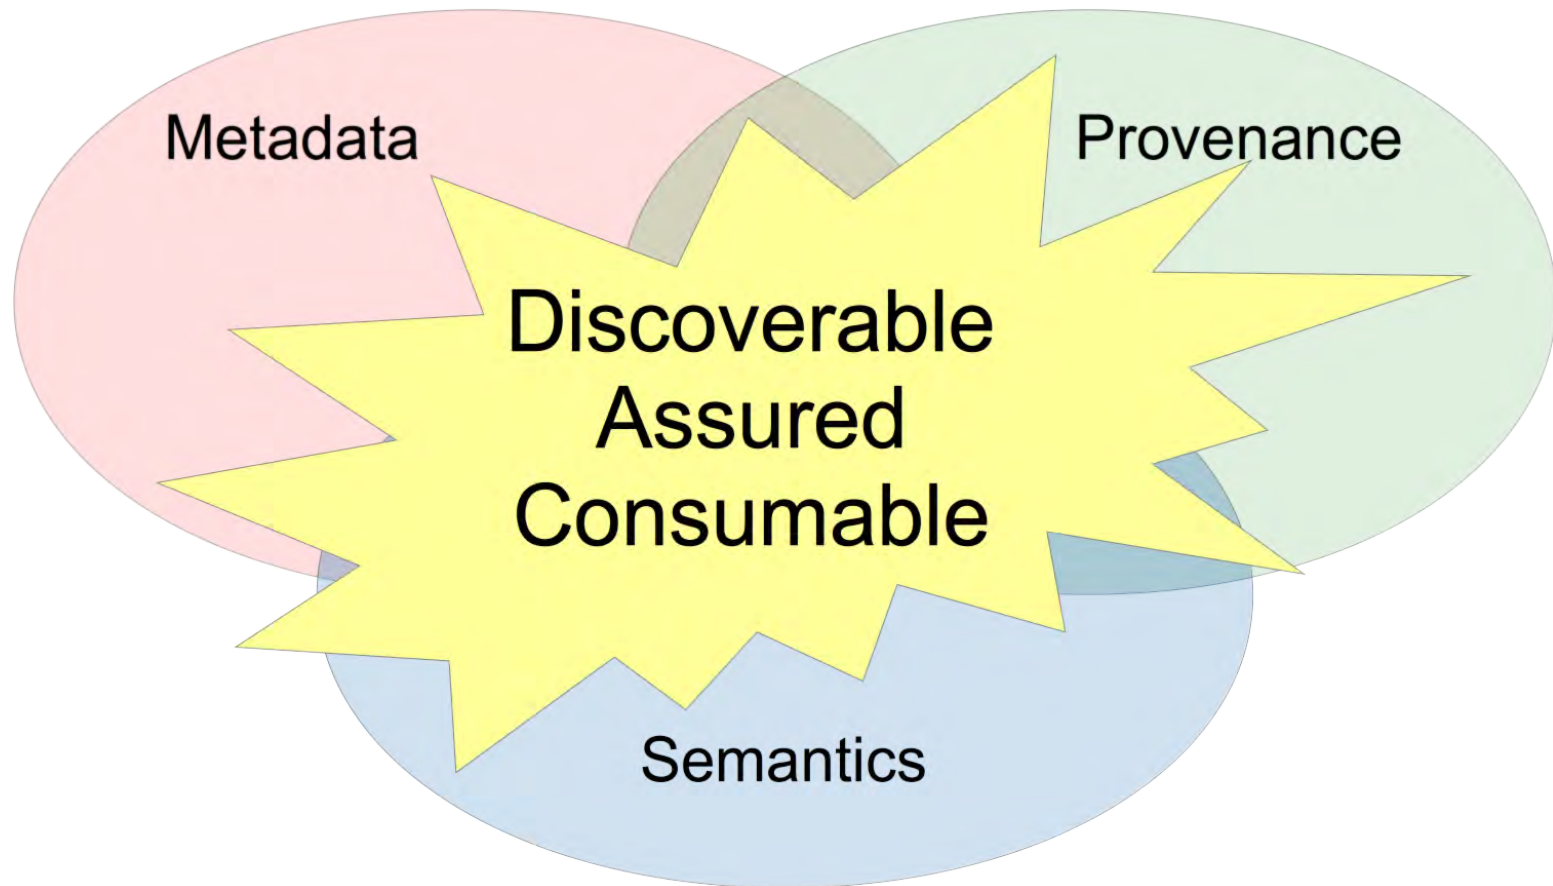 Metadata
Provenance
Discoverable
Assured
Consumable
Semantics